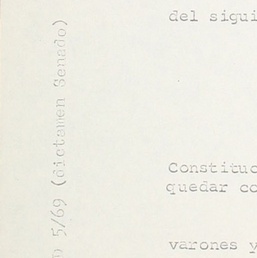 del sigui
Constituc
quedar co
varones y
5/69 (dictamen Senado)